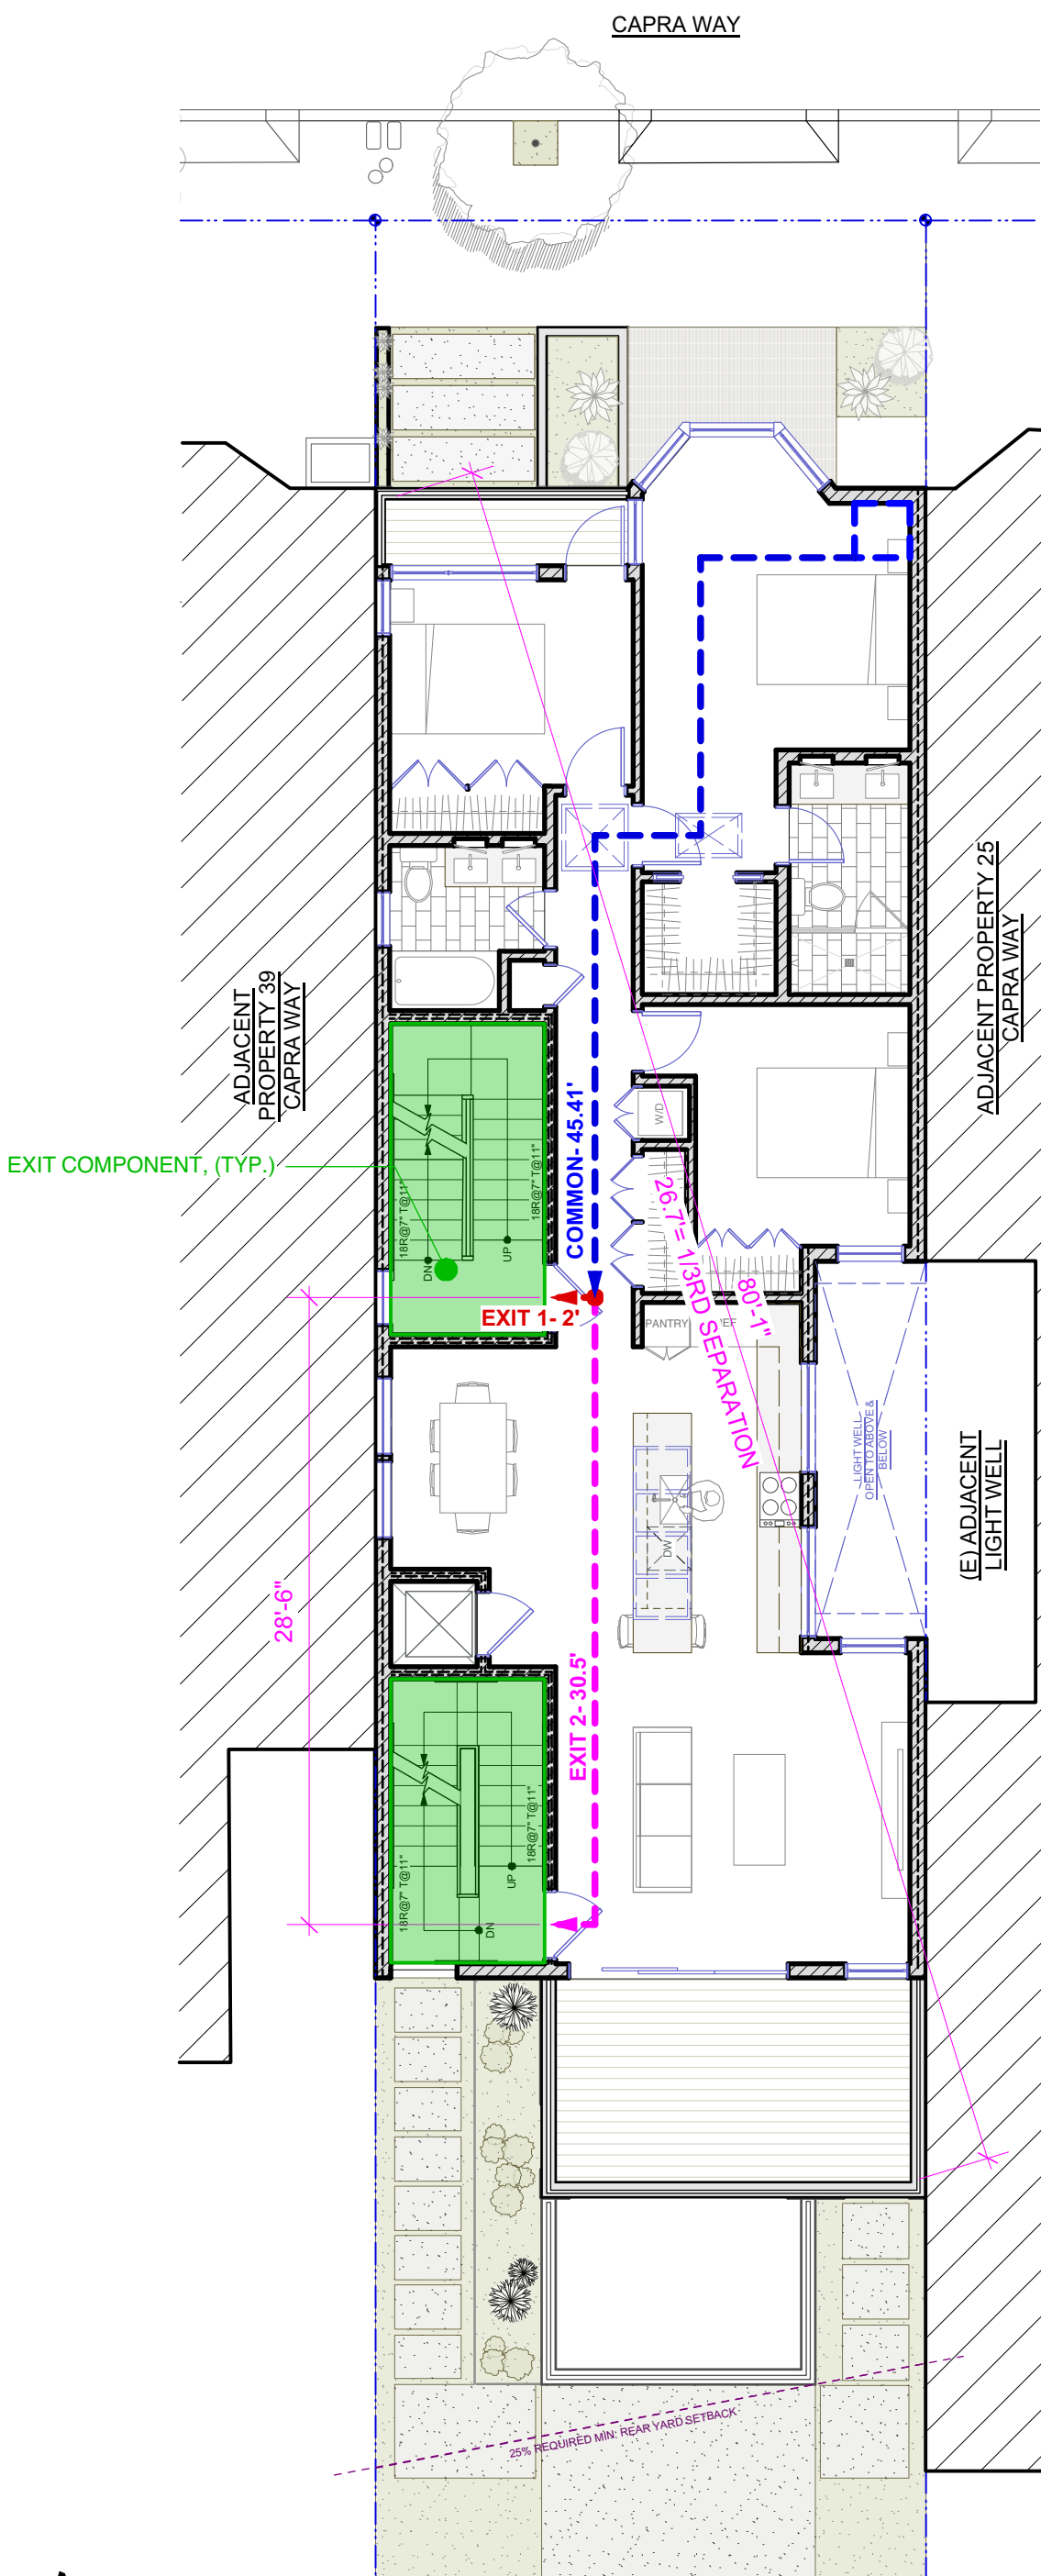 CAPRA WAY
ADJACENT
PROPERTY 39
CAPRA WAY
ADJACENT PROPERTY 25
CAPRA WAY
EXIT COMPONENT, (TYP.)
18R@7" T@11"
18R@7" T@11"
DN
UP
COMMON- 45.41'
W/D
EXIT 1- 2'
26.7'= 1/3RD SEPARATION
80'-1"
PANTRY
EF
LIGHT WELL
OPEN TO ABOVE &
BELOW
(E) ADJACENT
LIGHT WELL
DW
28'-6"
EXIT 2- 30.5'
18R@7" T@11"
18R@7" T@11"
UP
DN
25% REQUIRED MIN. REAR YARD SETBACK